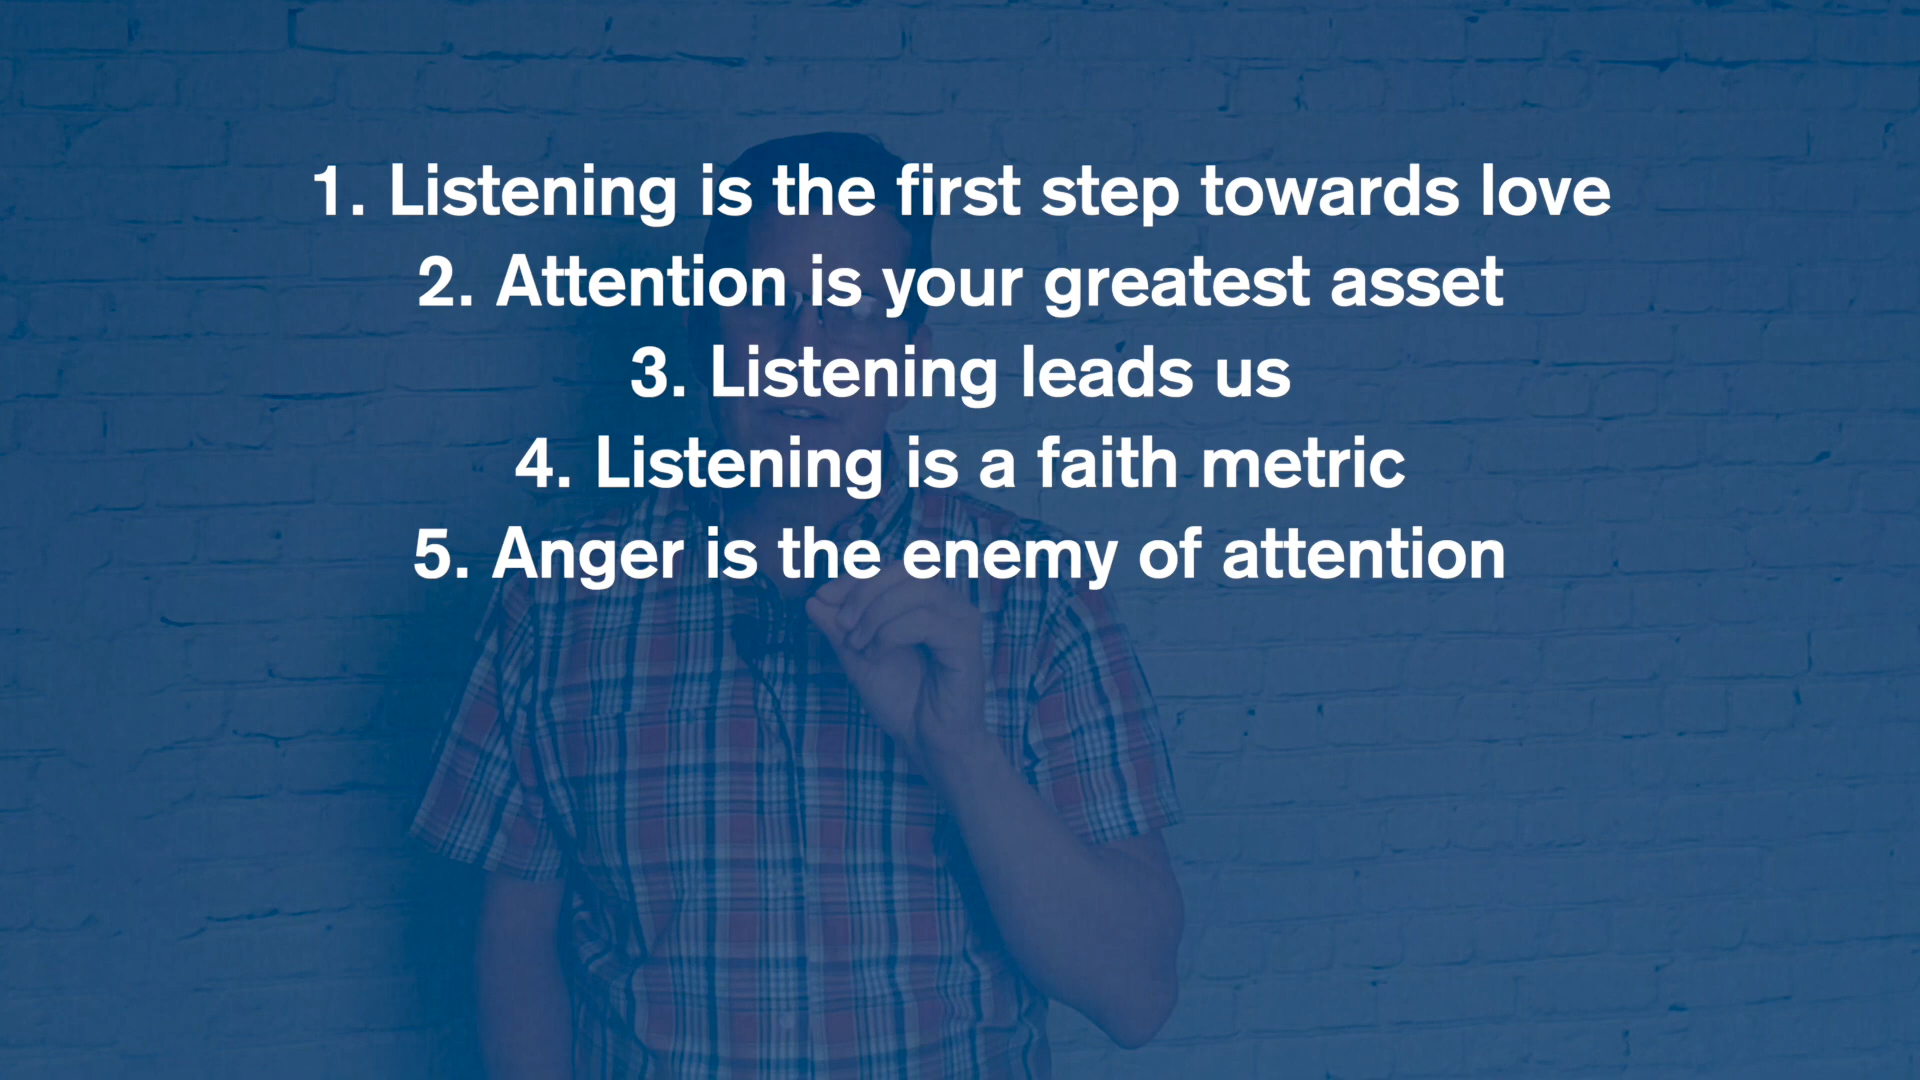 1. Listening is the first step towards love
2. Attention is your greatest asset
3. Listening leads us
4. Listening is a faith metric
5. Anger is the enemy of attention